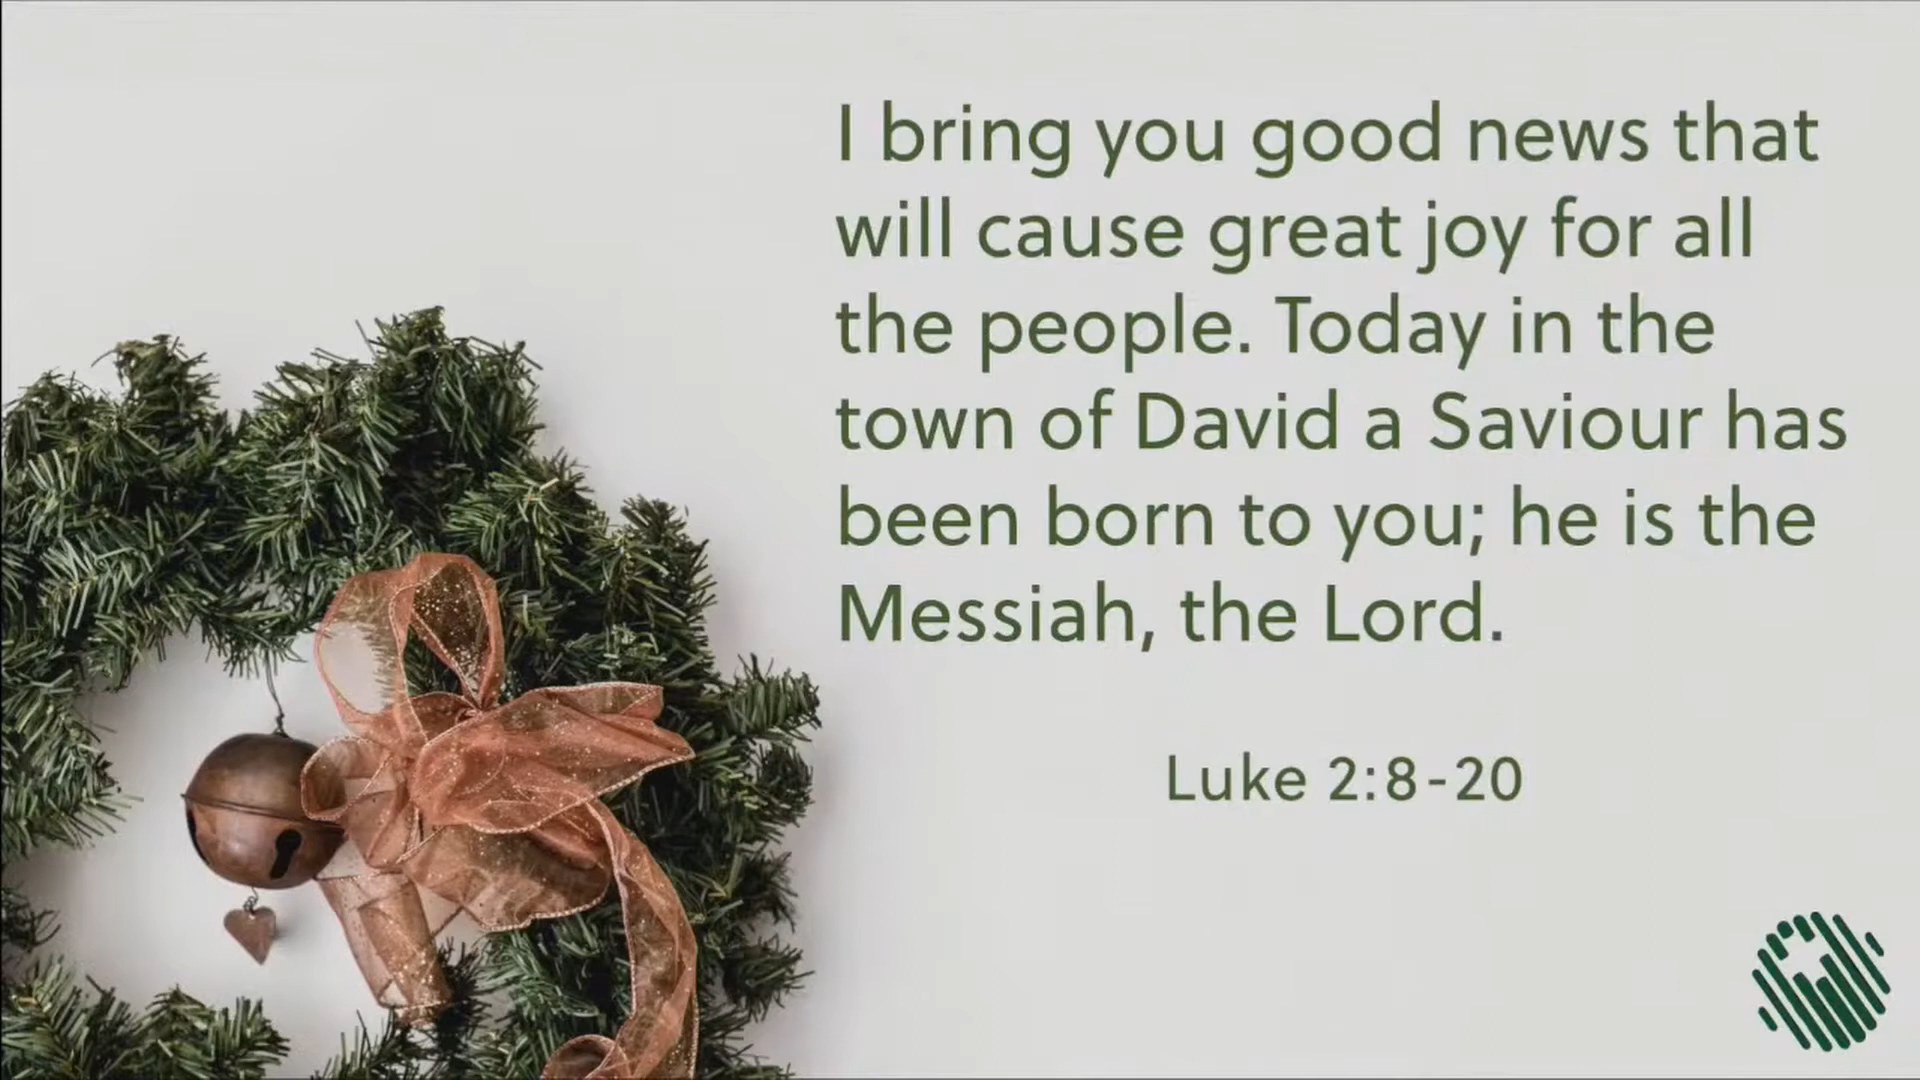 I bring you good news that
will cause great joy for all
the people. Today in the
town of David a Saviour has
been born to you; he is the
Messiah, the Lord.
Luke 2:8-20